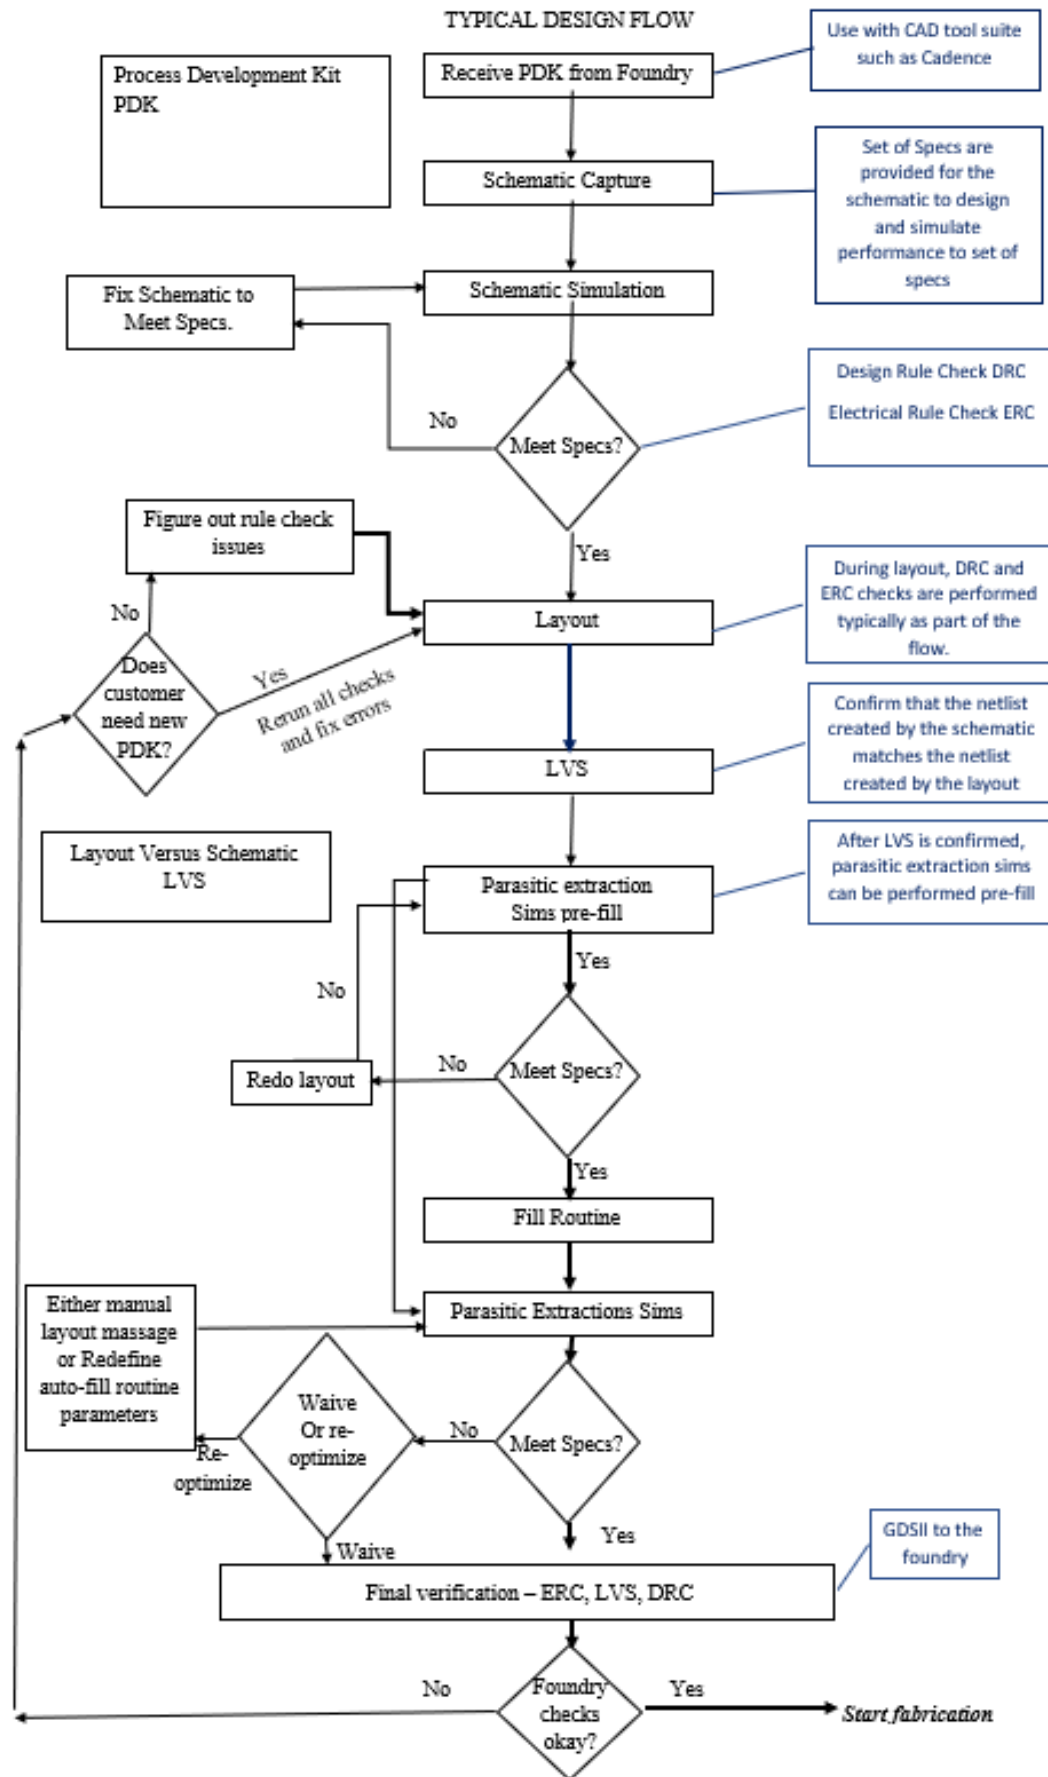 TYPICAL DESIGN FLOW
Process Development Kit
PDK
Receive PDK from Foundry
Use with CAD tool suite
such as Cadence
Schematic Capture
Set of Specs are
provided for the
schematic to design
and simulate
performance to set of
specs
Fix Schematic to
Meet Specs.
Schematic Simulation
No
Meet Specs?
Design Rule Check DRC
Electrical Rule Check ERC
Yes
Figure out rule check
issues
No
Layout
During layout, DRC and
ERC checks are performed
typically as part of the
flow.
Does
customer
need new
PDK?
Yes
Rerun all checks
and fix errors
LVS
Confirm that the netlist
created by the schematic
matches the netlist
created by the layout
Layout Versus Schematic
LVS
Parasitic extraction
Sims pre-fill
After LVS is confirmed,
parasitic extraction sims
can be performed pre-fill
Yes
No
Redo layout
No
Meet Specs?
Yes
Fill Routine
Either manual
layout massage
or Redefine
auto-fill routine
parameters
Parasitic Extractions Sims
Waive
Or re-
optimize
No
Meet Specs?
Re-
optimize
Waive
Yes
GDSII to the
foundry
Final verification – ERC, LVS, DRC
No
Foundry
checks
okay?
Yes
Start fabrication